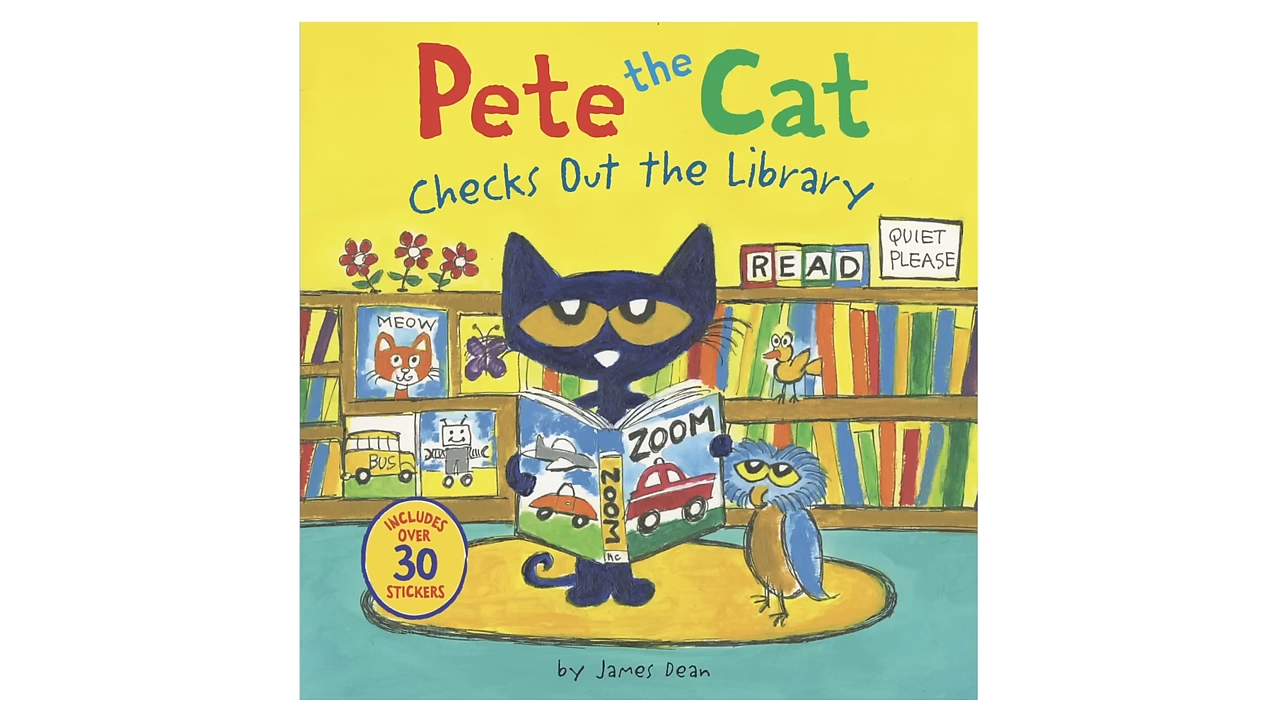 Pete the Cat
Checks Out the Library
QUIET
PLEASE
READ
MEOW
ZOOM
BUS
ZOOM
MC
INCLUDES
OVER
30
STICKERS
by James Dean